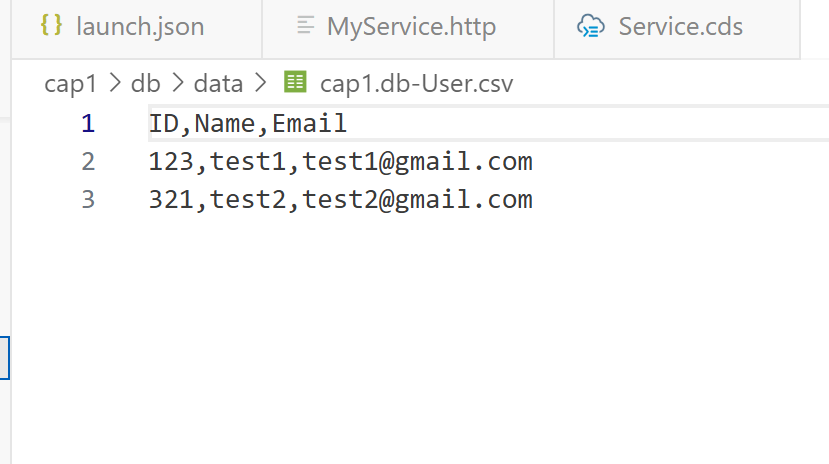 launch.json MyService.http Service.cds
cap1 > db > data > cap1.db-User.csv
1 ID,Name,Email
2 123,test1,test1@gmail.com
3 321,test2,test2@gmail.com